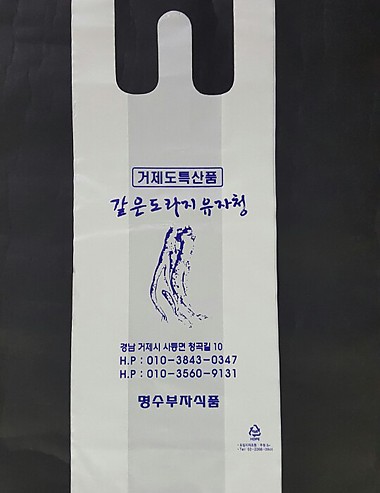 거제도특산품
갈은도라지유자청
경남 거제시 사등면 청곡길 10
H.P : 010-3843-0347
H.P : 010-3560-9131
명수부자식품
HDPE